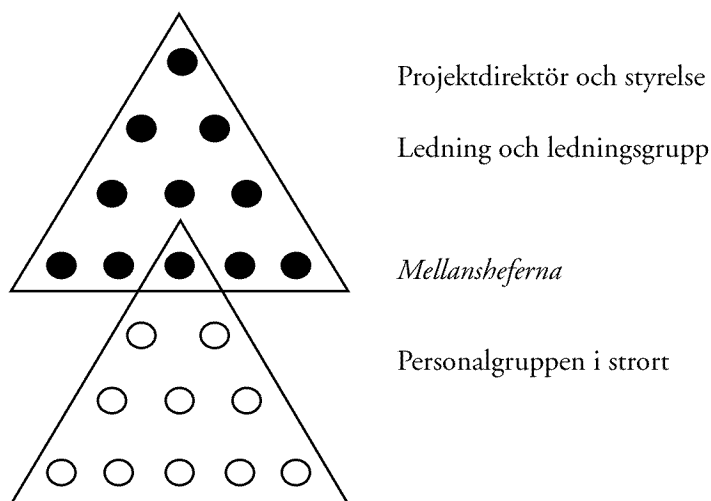 Projektdirektör och styrelse
Ledning och ledningsgrupp
Mellansheferna
Personalgruppen i strort